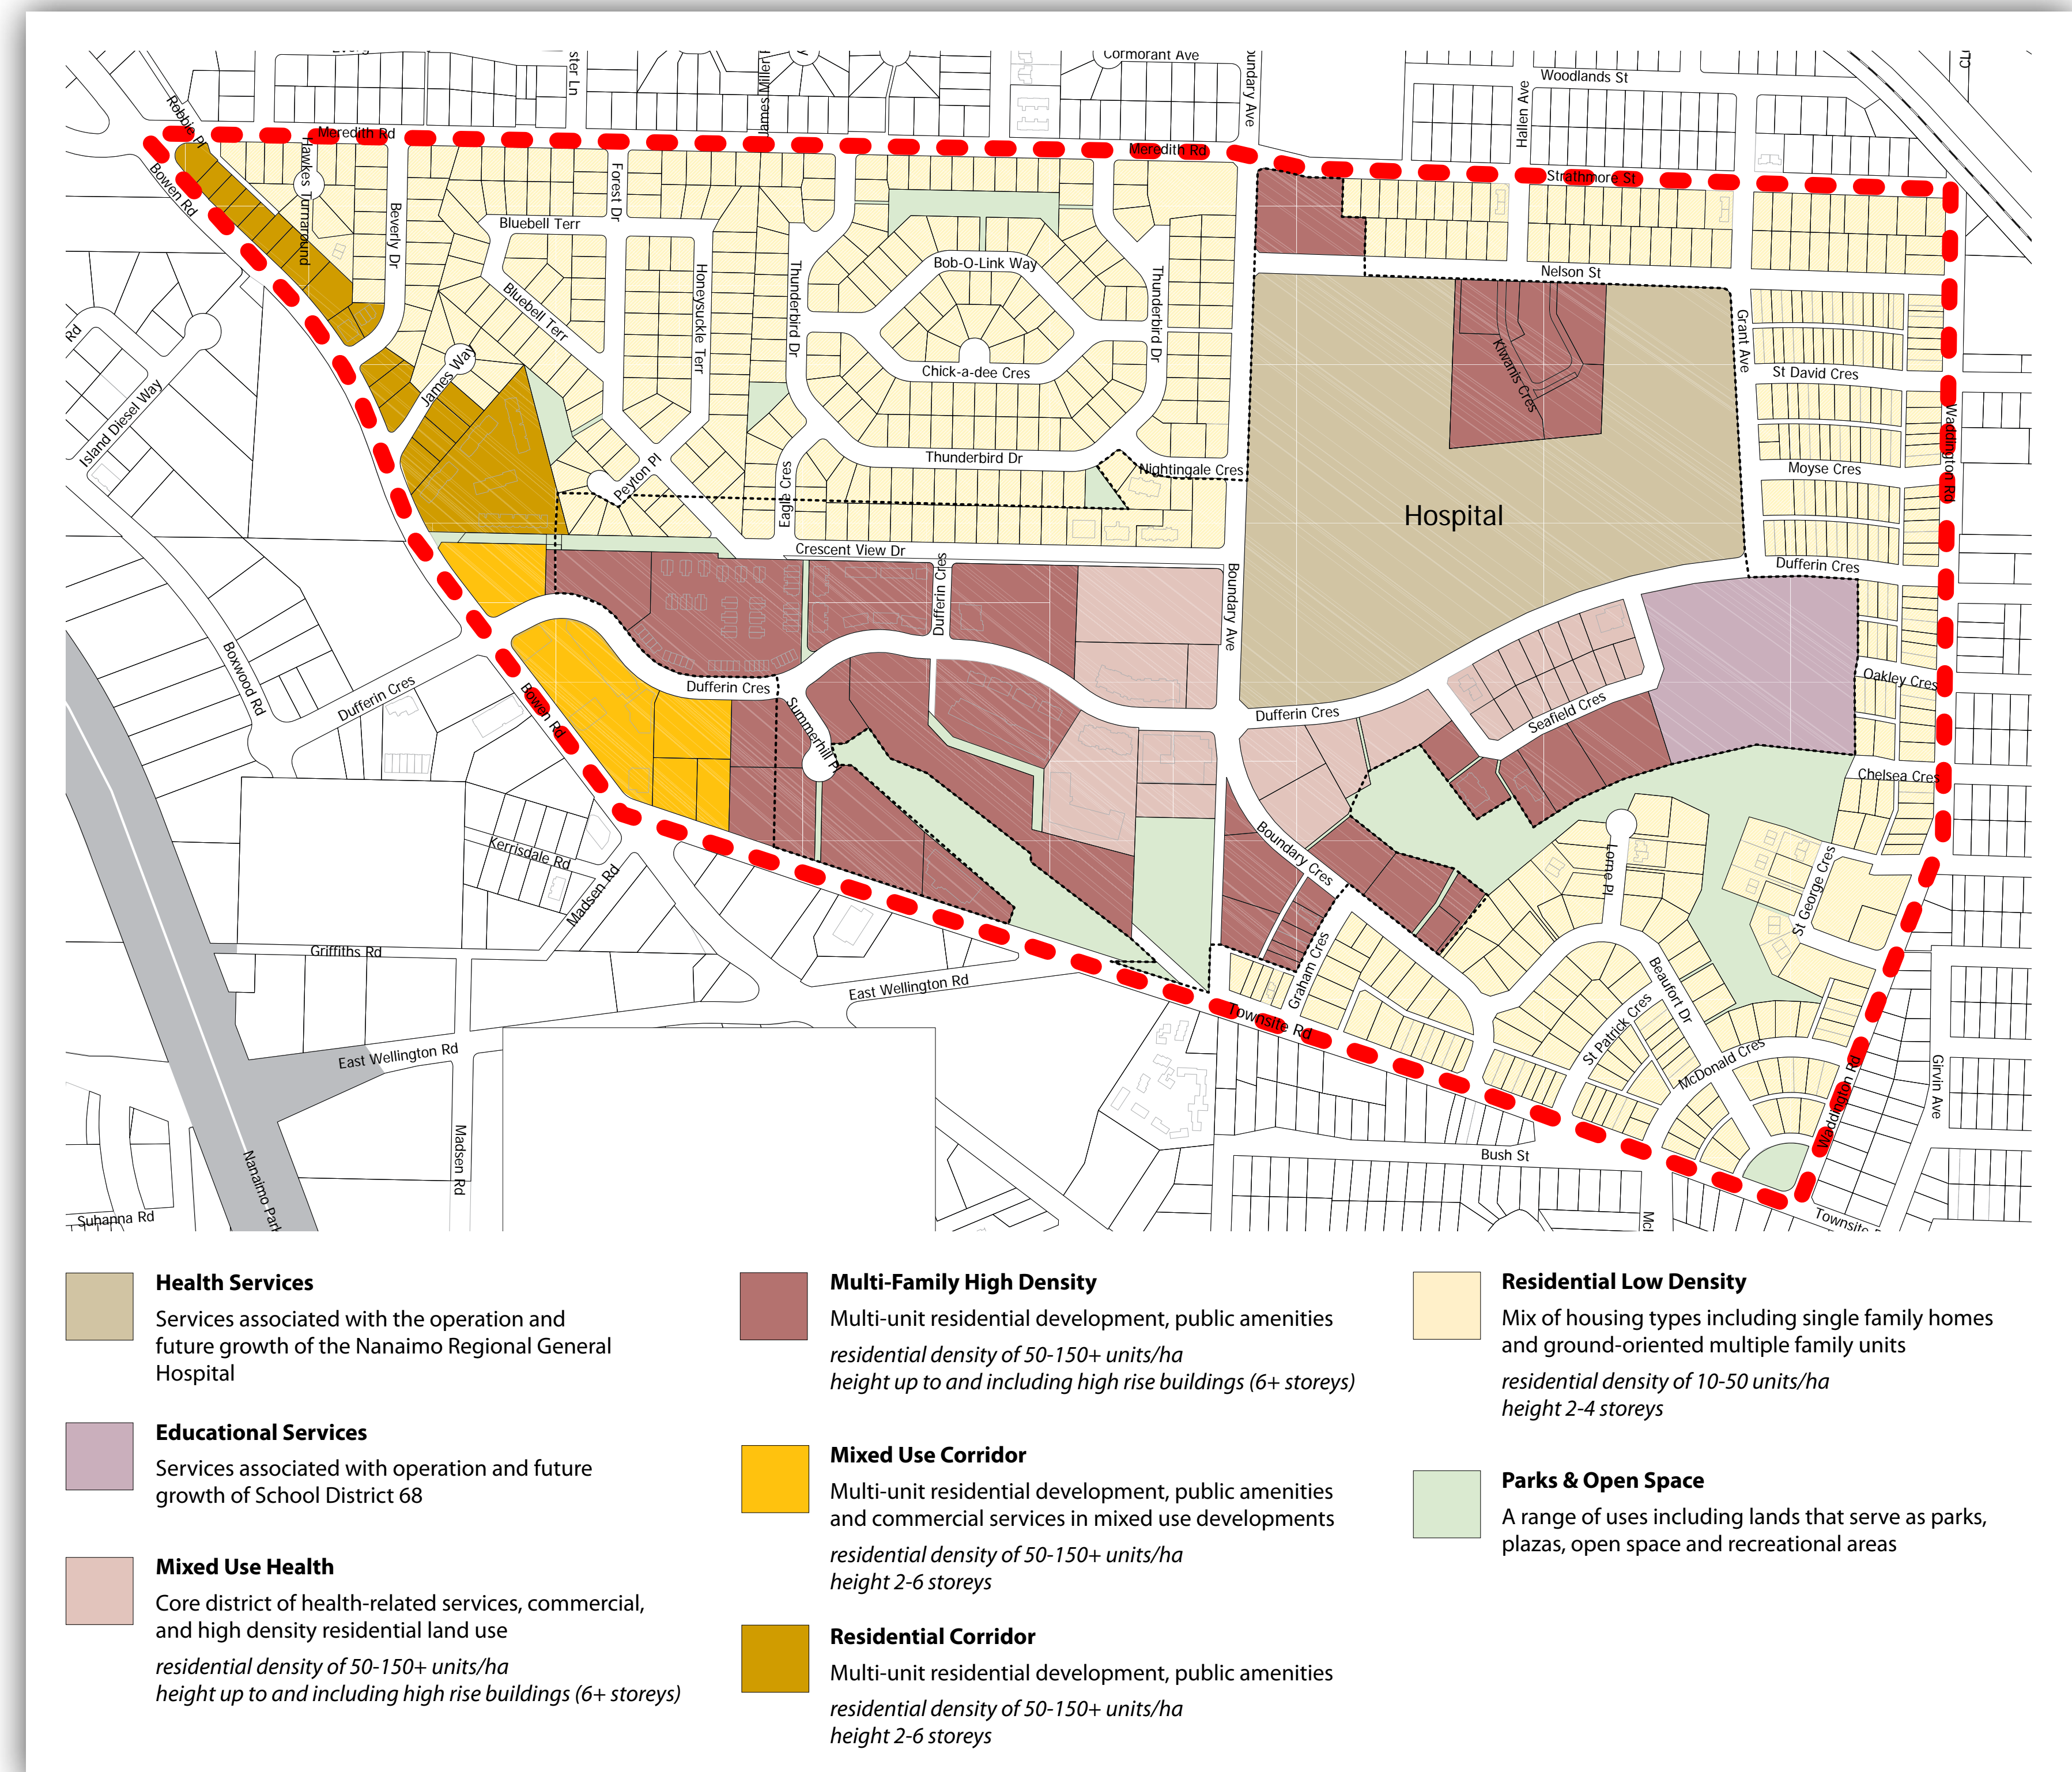 Cormorant Ave
Woodlands St
Hallen Ave
James Miller
Robbie Pl
Meredith Rd
Meredith Rd
Strathmore St
Bowen Rd
Hawkes Turnaround
Beverly Dr
Forest Dr
Bluebell Terr
Bluebell Terr
Honeysuckle Terr
Thunderbird Dr
Bob-O-Link Way
Thunderbird Dr
Nelson St
Grant Ave
Chick-a-dee Cres
Kiwanis Cres
St David Cres
Waddington Rd
James Way
Island Diesel Way
Rd
Thunderbird Dr
Nightingale Cres
Moyse Cres
Peyton Pl
Eagle Cres
Hospital
Crescent View Dr
Dufferin Cres
Boundary Ave
Dufferin Cres
Boxwood Rd
Dufferin Cres
Bowen Rd
Dufferin Cres
Summerhill Pl
Dufferin Cres
Seafield Cres
Oakley Cres
Chelsea Cres
Kerrisdale Rd
Madsen Rd
Boundary Cres
Lorne Pl
St George Cres
Griffiths Rd
East Wellington Rd
Graham Cres
Beaufort Dr
Townsite Rd
St Patrick Cres
McDonald Cres
East Wellington Rd
Waddington Rd
Girvin Ave
Madsen Rd
Bush St
Nanaimo
Suhanna Rd
Townsite
Health Services
Services associated with the operation and
future growth of the Nanaimo Regional General
Hospital
Educational Services
Services associated with operation and future
growth of School District 68
Mixed Use Health
Core district of health-related services, commercial,
and high density residential land use
residential density of 50-150+ units/ha
height up to and including high rise buildings (6+ storeys)
Multi-Family High Density
Multi-unit residential development, public amenities
residential density of 50-150+ units/ha
height up to and including high rise buildings (6+ storeys)
Mixed Use Corridor
Multi-unit residential development, public amenities
and commercial services in mixed use developments
residential density of 50-150+ units/ha
height 2-6 storeys
Residential Corridor
Multi-unit residential development, public amenities
residential density of 50-150+ units/ha
height 2-6 storeys
Residential Low Density
Mix of housing types including single family homes
and ground-oriented multiple family units
residential density of 10-50 units/ha
height 2-4 storeys
Parks & Open Space
A range of uses including lands that serve as parks,
plazas, open space and recreational areas